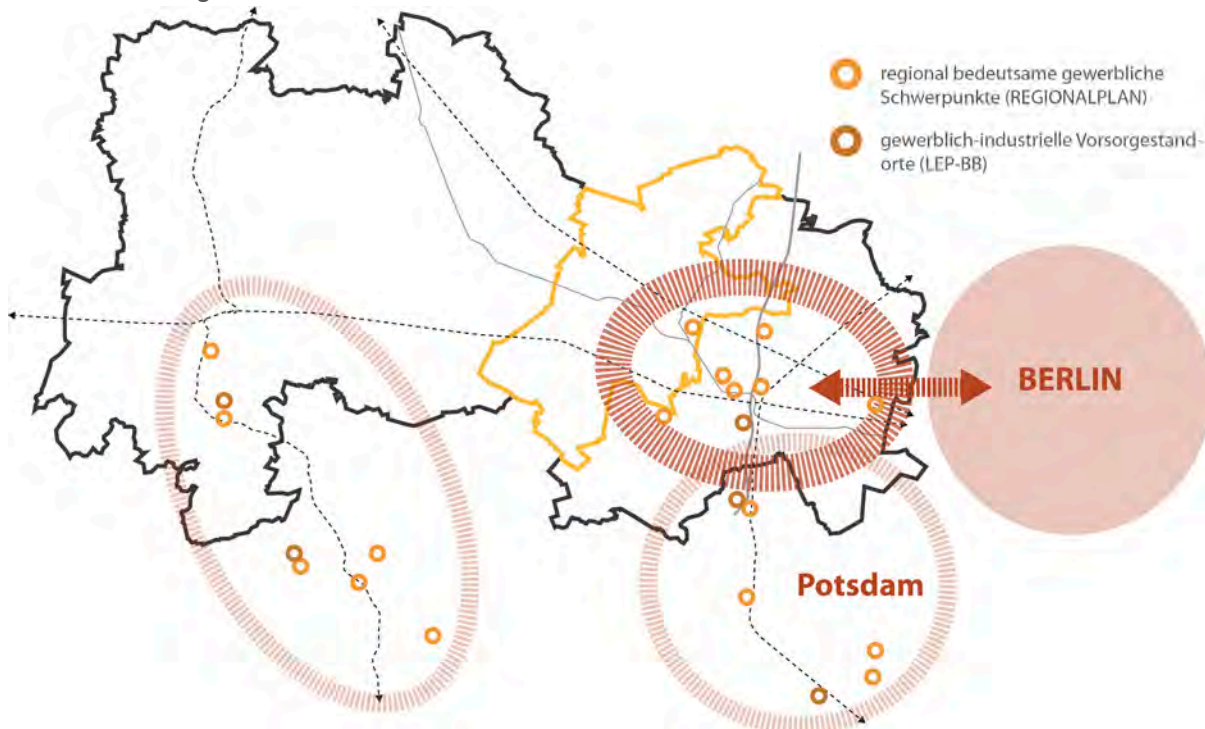 regional bedeutsame gewerbliche
Schwerpunkte (REGIONALPLAN)
gewerblich-industrielle Vorsorgestand-
orte (LEP-BB)
BERLIN
Potsdam